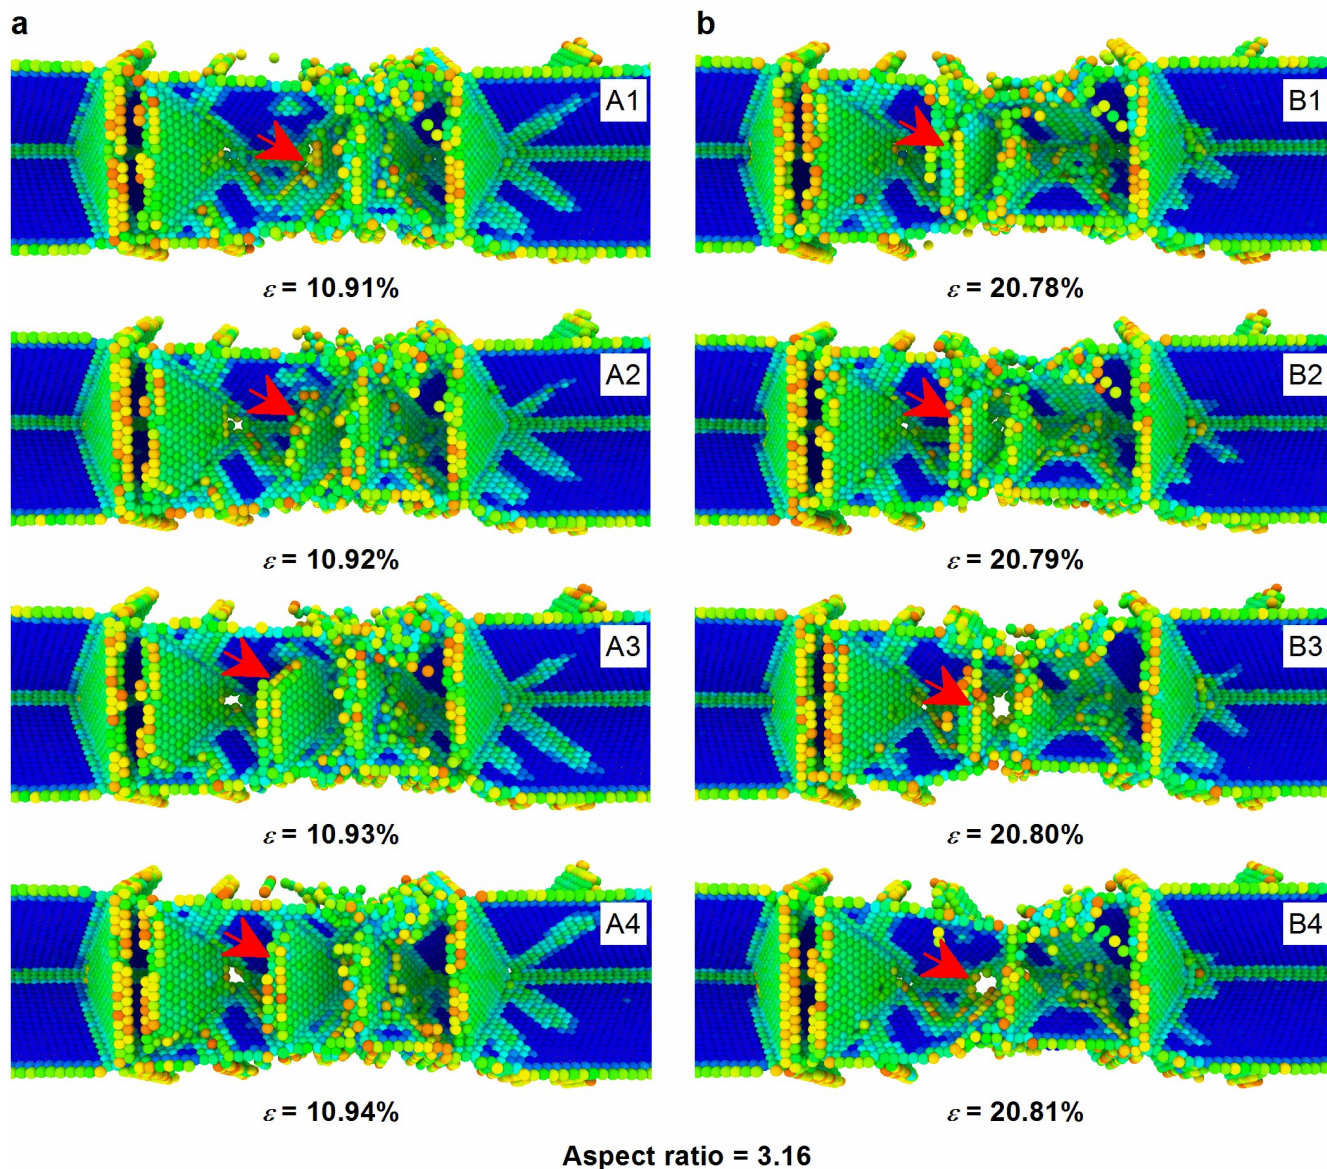 a
b
A1
B1
ε = 10.91%
ε = 20.78%
A2
B2
ε = 10.92%
ε = 20.79%
A3
B3
ε = 10.93%
ε = 20.80%
A4
B4
ε = 10.94%
ε = 20.81%
Aspect ratio = 3.16